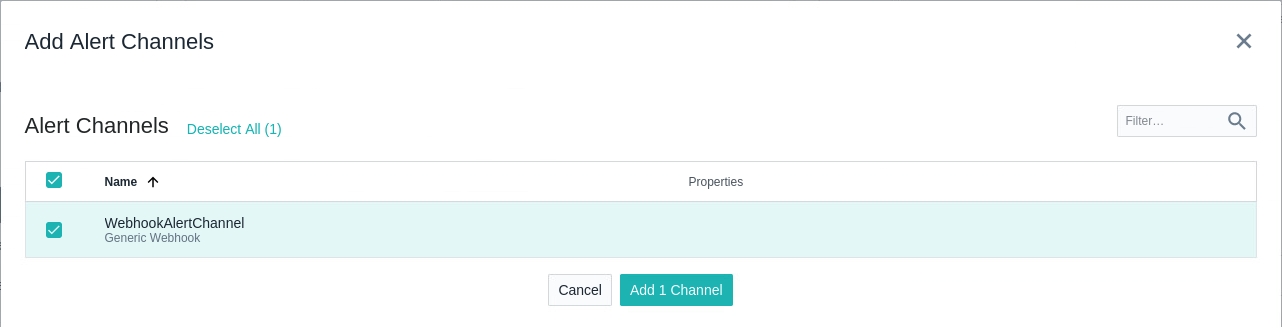 Add Alert Channels
Alert Channels
Deselect All (1)
Filter...
Name
Properties
WebhookAlertChannel
Generic Webhook
Cancel
Add 1 Channel